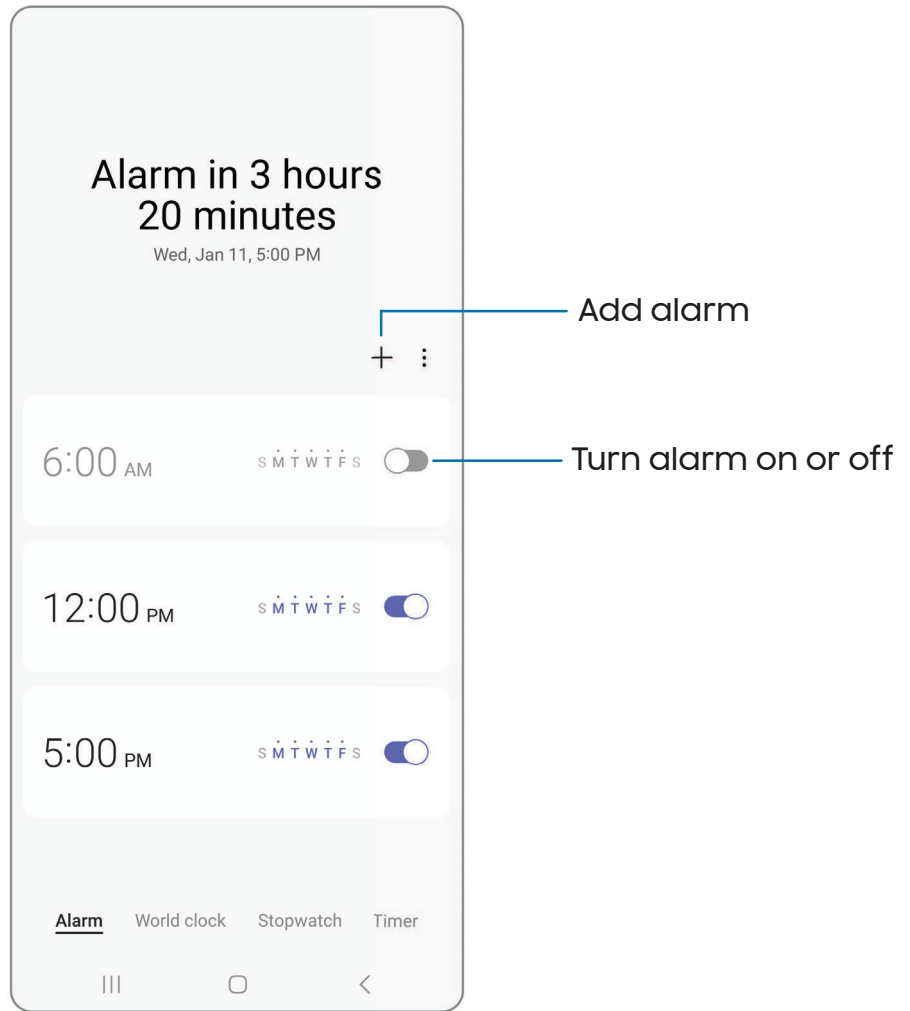 Alarm in 3 hours
20 minutes
Wed, Jan 11, 5:00 PM
Add alarm
6:00 AM S M T W T F S
Turn alarm on or off
12:00 PM S M T W T F S
5:00 PM S M T W T F S
Alarm World clock Stopwatch Timer